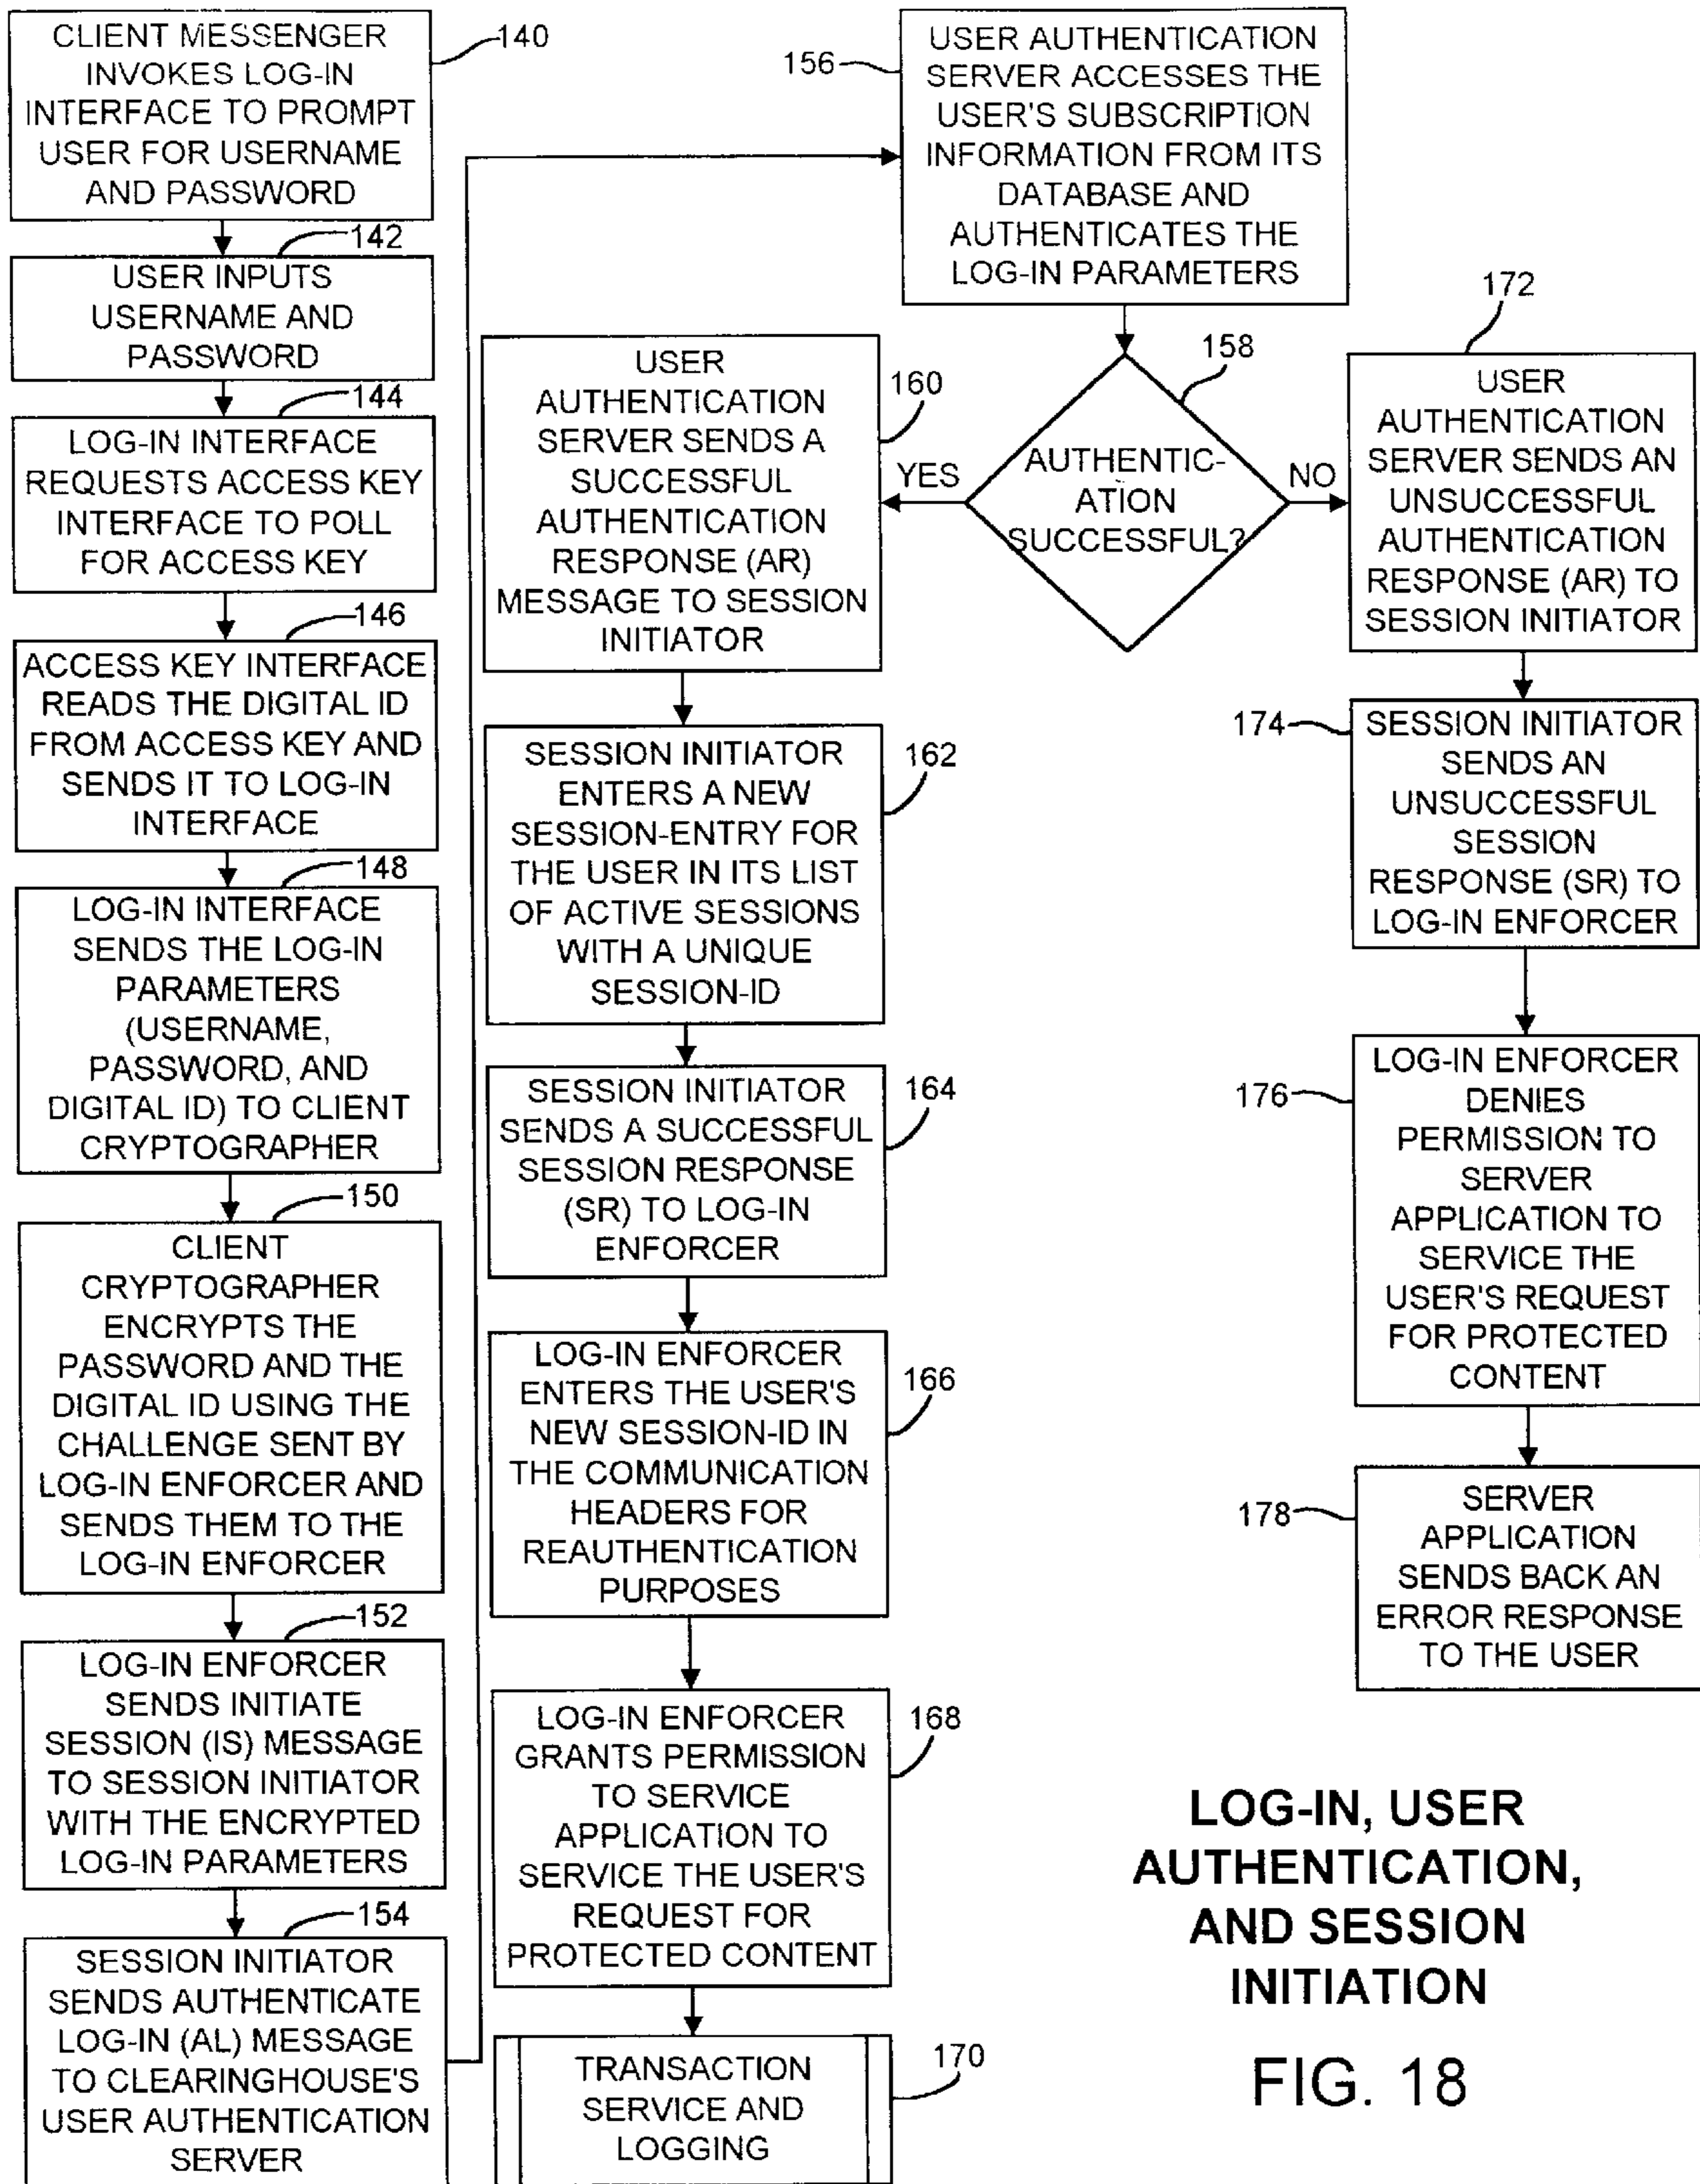 CLIENT MESSENGER
INVOKES LOG-IN
INTERFACE TO PROMPT
USER FOR USERNAME
AND PASSWORD
140
142
USER INPUTS
USERNAME AND
PASSWORD
144
LOG-IN INTERFACE
REQUESTS ACCESS KEY
INTERFACE TO POLL
FOR ACCESS KEY
146
ACCESS KEY INTERFACE
READS THE DIGITAL ID
FROM ACCESS KEY AND
SENDS IT TO LOG-IN
INTERFACE
148
LOG-IN INTERFACE
SENDS THE LOG-IN
PARAMETERS
(USERNAME,
PASSWORD, AND
DIGITAL ID) TO CLIENT
CRYPTOGRAPHER
150
CLIENT
CRYPTOGRAPHER
ENCRYPTS THE
PASSWORD AND THE
DIGITAL ID USING THE
CHALLENGE SENT BY
LOG-IN ENFORCER AND
SENDS THEM TO THE
LOG-IN ENFORCER
152
LOG-IN ENFORCER
SENDS INITIATE
SESSION (IS) MESSAGE
TO SESSION INITIATOR
WITH THE ENCRYPTED
LOG-IN PARAMETERS
154
SESSION INITIATOR
SENDS AUTHENTICATE
LOG-IN (AL) MESSAGE
TO CLEARINGHOUSE'S
USER AUTHENTICATION
SERVER
156
USER AUTHENTICATION
SERVER ACCESSES THE
USER'S SUBSCRIPTION
INFORMATION FROM ITS
DATABASE AND
AUTHENTICATES THE
LOG-IN PARAMETERS
158
AUTHENTIC-
ATION
SUCCESSFUL?
YES
NO
160
USER
AUTHENTICATION
SERVER SENDS A
SUCCESSFUL
AUTHENTICATION
RESPONSE (AR)
MESSAGE TO SESSION
INITIATOR
162
SESSION INITIATOR
ENTERS A NEW
SESSION-ENTRY FOR
THE USER IN ITS LIST
OF ACTIVE SESSIONS
WITH A UNIQUE
SESSION-ID
164
SESSION INITIATOR
SENDS A SUCCESSFUL
SESSION RESPONSE
(SR) TO LOG-IN
ENFORCER
166
LOG-IN ENFORCER
ENTERS THE USER'S
NEW SESSION-ID IN
THE COMMUNICATION
HEADERS FOR
REAUTHENTICATION
PURPOSES
168
LOG-IN ENFORCER
GRANTS PERMISSION
TO SERVICE
APPLICATION TO
SERVICE THE USER'S
REQUEST FOR
PROTECTED CONTENT
170
TRANSACTION
SERVICE AND
LOGGING
172
USER
AUTHENTICATION
SERVER SENDS AN
UNSUCCESSFUL
AUTHENTICATION
RESPONSE (AR) TO
SESSION INITIATOR
174
SESSION INITIATOR
SENDS AN
UNSUCCESSFUL
SESSION
RESPONSE (SR) TO
LOG-IN ENFORCER
176
LOG-IN ENFORCER
DENIES
PERMISSION TO
SERVER
APPLICATION TO
SERVICE THE
USER'S REQUEST
FOR PROTECTED
CONTENT
178
SERVER
APPLICATION
SENDS BACK AN
ERROR RESPONSE
TO THE USER
LOG-IN, USER
AUTHENTICATION,
AND SESSION
INITIATION
FIG. 18